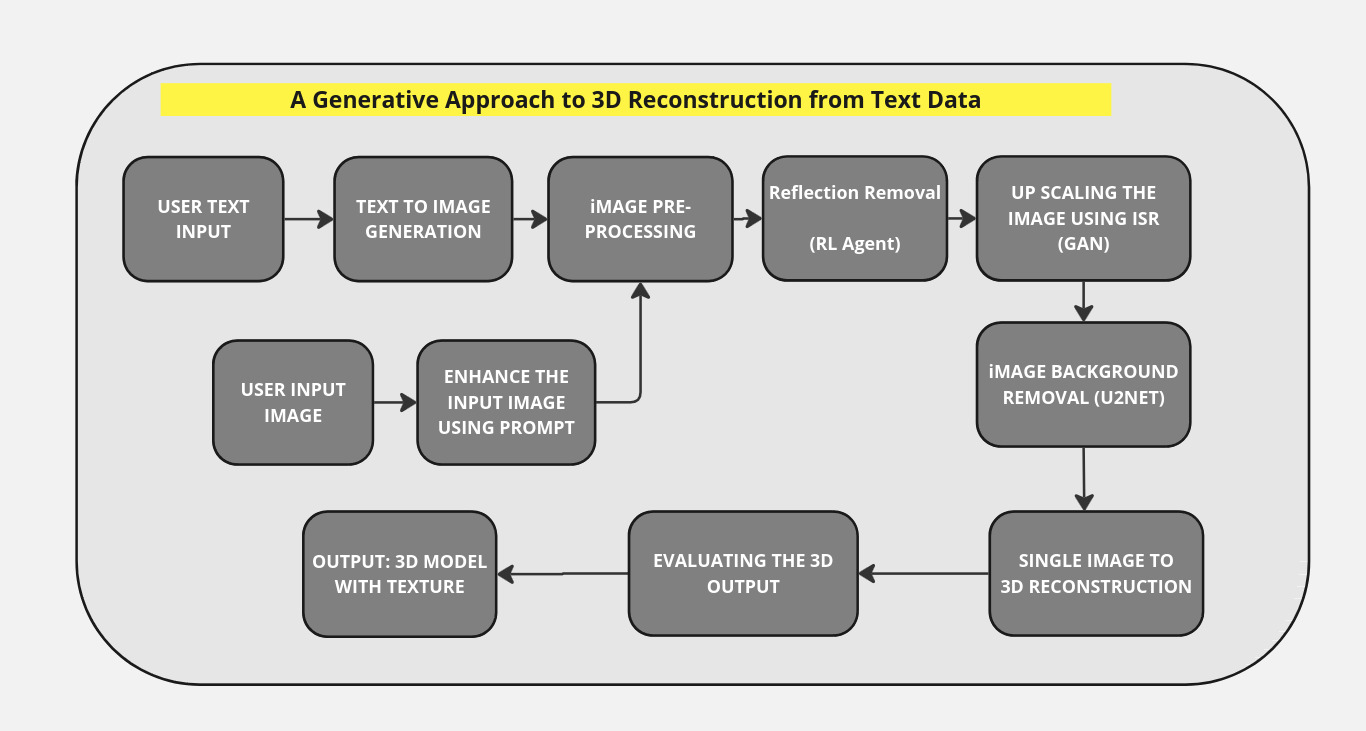 A Generative Approach to 3D Reconstruction from Text Data
USER TEXT
INPUT
TEXT TO IMAGE
GENERATION
iMAGE PRE-
PROCESSING
Reflection Removal
(RL Agent)
UP SCALING THE
IMAGE USING ISR
(GAN)
USER INPUT
IMAGE
ENHANCE THE
INPUT IMAGE
USING PROMPT
iMAGE BACKGROUND
REMOVAL (U2NET)
OUTPUT: 3D MODEL
WITH TEXTURE
EVALUATING THE 3D
OUTPUT
SINGLE IMAGE TO
3D RECONSTRUCTION